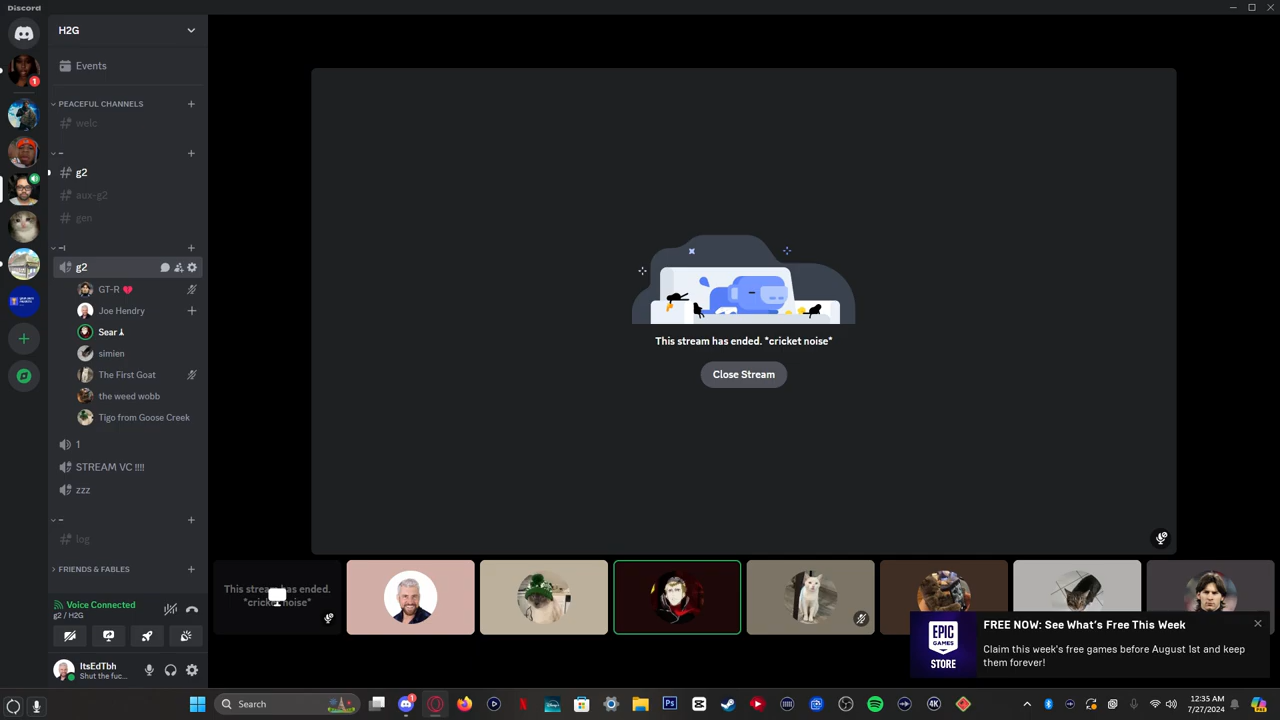 Discord
H2G
Events
PEACEFUL CHANNELS
welc
g2
aux-g2
gen
g2
GT-R
Joe Hendry
Sear
simien
The First Goat
the weed wobb
Tigo from Goose Creek
1
STREAM VC !!!!
zzz
log
FRIENDS & FABLES
Voice Connected
g2 / H2G
ItsEdTbh
Shut the fuc...
1
This stream has ended. *cricket noise*
Close Stream
This stream has ended.
*cricket noise*
EPIC
GAMES
STORE
FREE NOW: See What's Free This Week
Claim this week's free games before August 1st and keep
them forever!
Search
1
Ps
4K
12:35 AM
7/27/2024